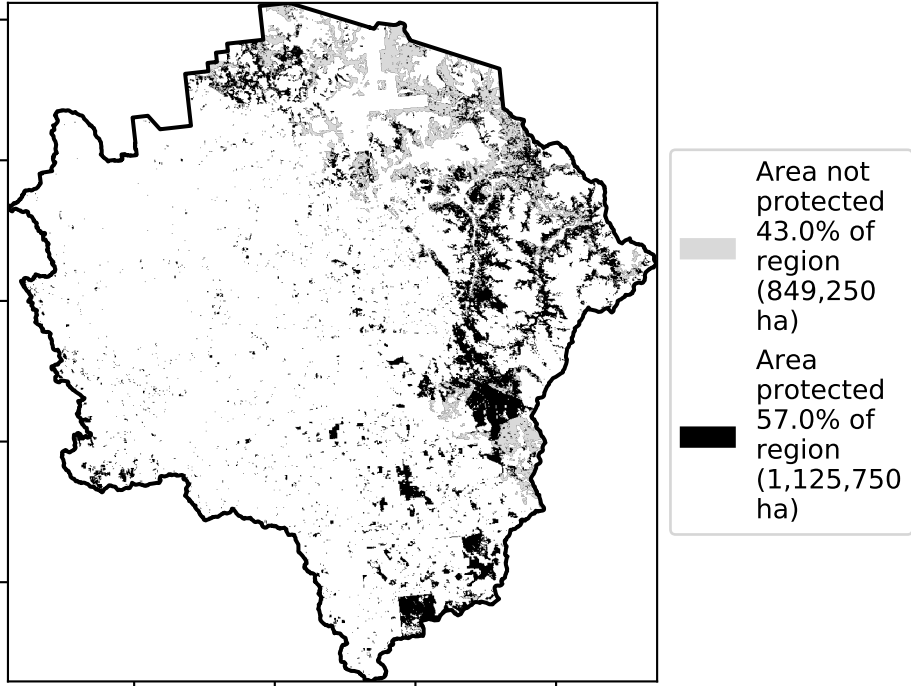 Area not
protected
43.0% of
region
(849,250
ha)
Area
protected
57.0% of
region
(1,125,750
ha)